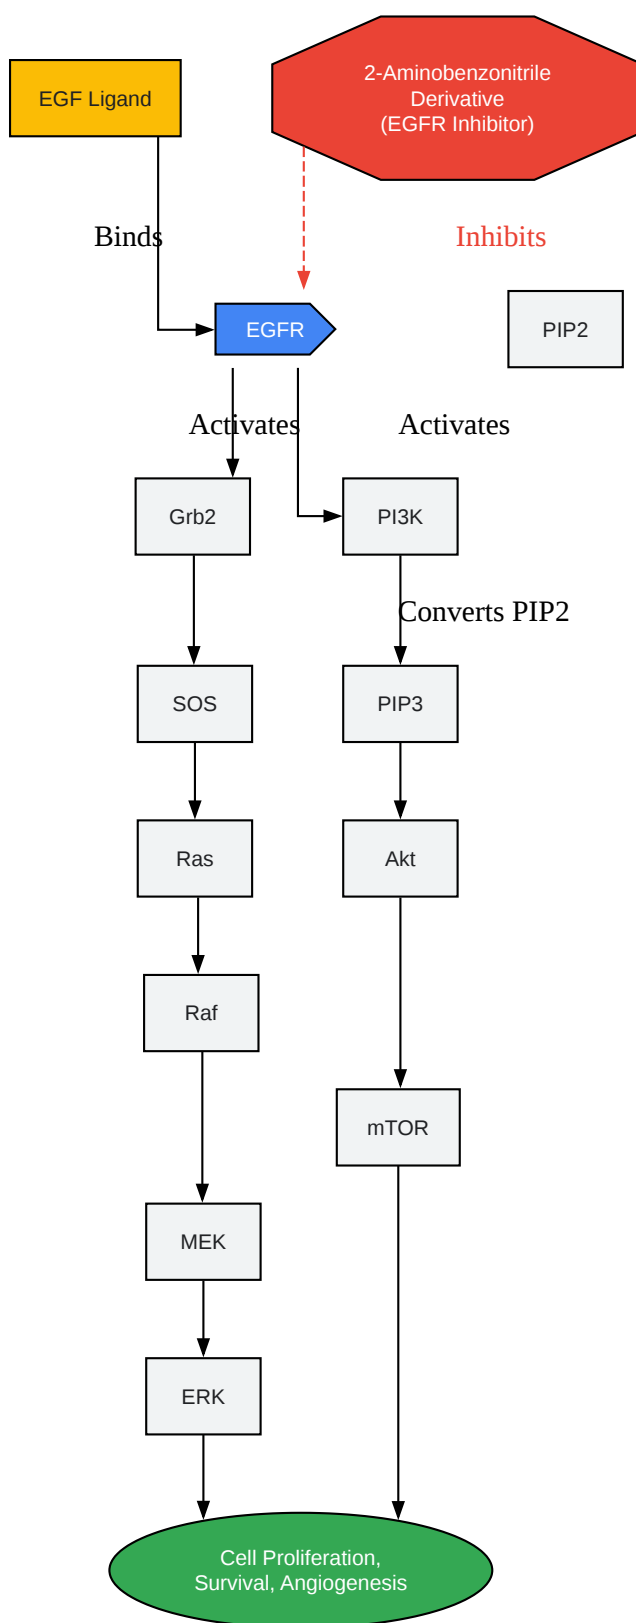 EGF Ligand
2-Aminobenzonitrile
Derivative
(EGFR Inhibitor)
Binds
Inhibits
EGFR
PIP2
Activates
Activates
Grb2
PI3K
Converts PIP2
SOS
PIP3
Ras
Akt
Raf
mTOR
MEK
ERK
Cell Proliferation,
Survival, Angiogenesis